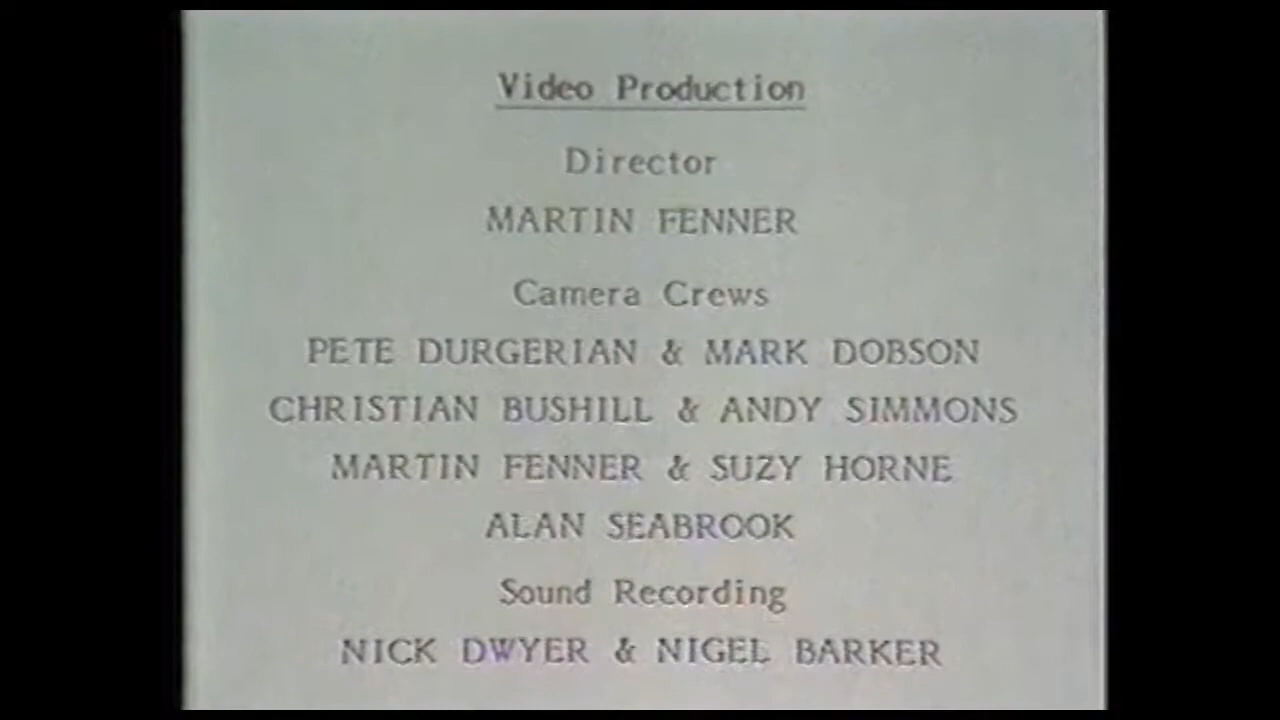 Video Production
Director
MARTIN FENNER
Camera Crews
PETE DURGERIAN & MARK DOBSON
CHRISTIAN BUSHILL & ANDY SIMMONS
MARTIN FENNER & SUZY HORNE
ALAN SEABROOK
Sound Recording
NICK DWYER & NIGEL BARKER